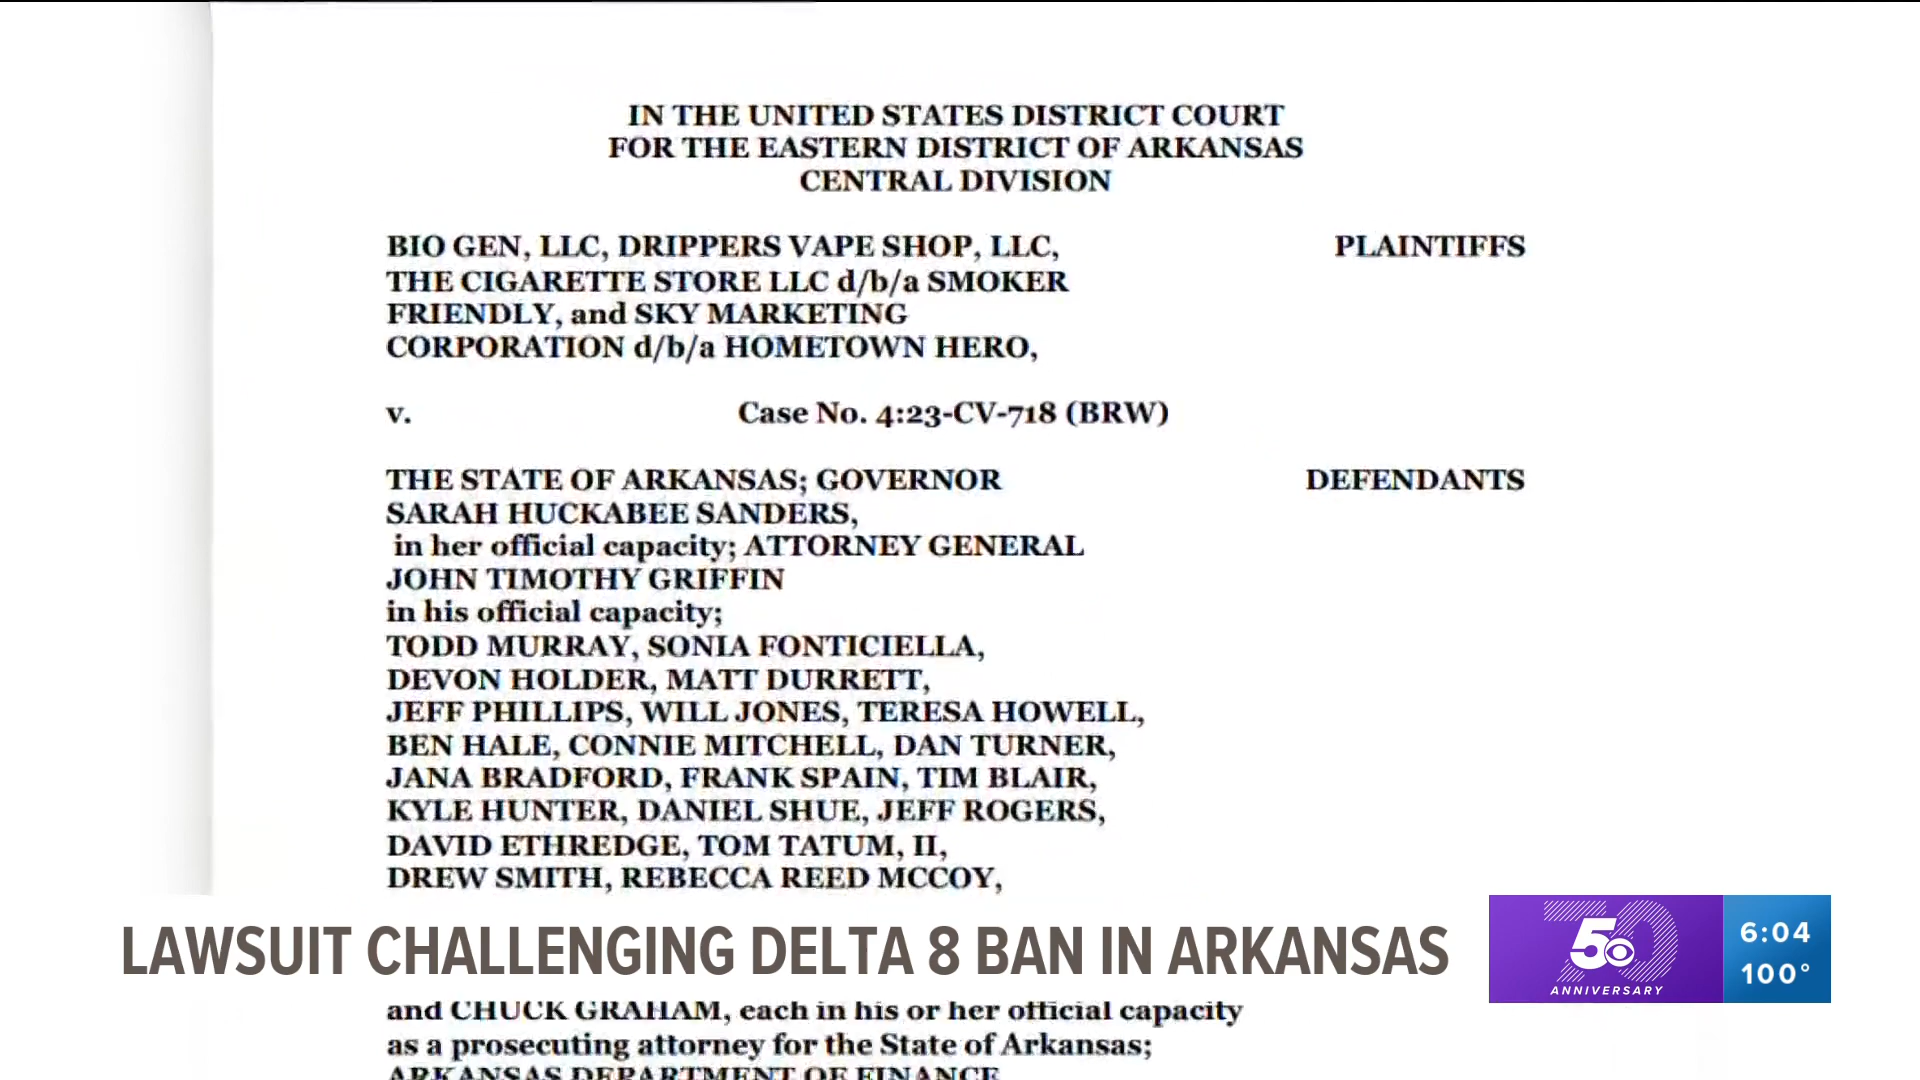 IN THE UNITED STATES DISTRICT COURT
FOR THE EASTERN DISTRICT OF ARKANSAS
CENTRAL DIVISION
BIO GEN, LLC, DRIPPERS VAPE SHOP, LLC, PLAINTIFFS
THE CIGARETTE STORE LLC d/b/a SMOKER
FRIENDLY, and SKY MARKETING
CORPORATION d/b/a HOMETOWN HERO,
v. Case No. 4:23-CV-718 (BRW)
THE STATE OF ARKANSAS; GOVERNOR DEFENDANTS
SARAH HUCKABEE SANDERS,
in her official capacity; ATTORNEY GENERAL
JOHN TIMOTHY GRIFFIN
in his official capacity;
TODD MURRAY, SONIA FONTICIELLA,
DEVON HOLDER, MATT DURRETT,
JEFF PHILLIPS, WILL JONES, TERESA HOWELL,
BEN HALE, CONNIE MITCHELL, DAN TURNER,
JANA BRADFORD, FRANK SPAIN, TIM BLAIR,
KYLE HUNTER, DANIEL SHUE, JEFF ROGERS,
DAVID ETHREDGE, TOM TATUM, II,
DREW SMITH, REBECCA REED MCCOY,
LAWSUIT CHALLENGING DELTA 8 BAN IN ARKANSAS
70
5
ANNIVERSARY
6:04
100°
and CHUCK GRAHAM, each in his or her official capacity
as a prosecuting attorney for the State of Arkansas;
ARKANSAS DEPARTMENT OF FINANCE